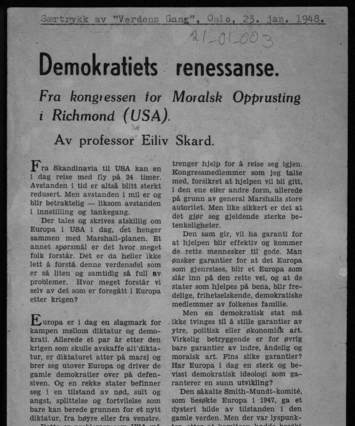 Særtrykk av "Verdens Gang", Oslo, 23. jan. 1948.
21-01-003
Demokratiets renessanse.
Fra kongressen for Moralsk Opprusting
i Richmond (USA).
Av professor Eiliv Skard.
Fra Skandinavia til USA kan en
i dag reise med fly på 24 timer.
Avstanden i tid er altså blitt sterkt
redusert. Men avstanden i mil er og
blir betraktelig — liksom avstanden
i innstilling og tankegang.
Der tales og skrives atskillig om
Europa i USA i dag, det henger
sammen med Marshall-planen. Et
annet spørsmål er det hvor meget
folk forstår. Det er da heller ikke
lett å forstå denne verdensdel som
er så liten og samtidig så full av
problemer. Hvor meget forstår vi
selv av det som er foregått i Europa
etter krigen?
Europa er i dag en slagmark for
kampen mellom diktatur og demo-
krati. Allerede et par år etter den
krigen som skulle avskaffe alt dikta-
tur, er diktaturet atter på marsj og
brer seg utover Europa og driver de
gamle demokratier over på defen-
siven. Og en rekke stater befinner
seg i en tilstand av nød, sult og
angst, splittelse og fortvilelse som
bare kan berede grunnen for et nytt
diktatur, fra høyre eller fra venstre.
trenger hjelp for å reise seg igjen.
Kongressmedlemmer som jeg talte
med, forsikret at hjelpen vil bli gitt,
i den ene eller andre form, allerede
på grunn av general Marshalls store
autoritet. Men like sikkert er det at
det gjør seg gjeldende sterke be-
tenkeligheter.
Den som gir, vil ha garanti for
at hjelpen blir effektiv og kommer
de rette mennesker til gode. Man
ønsker garantier for at det Europa
som gjenreises, blir et Europa som
slår inn på den rette vei, og at de
stater som hjelpes på bena, blir fre-
delige, frihetselskende, demokratiske
medlemmer av folkenes familie.
Men en demokratisk stat må
ikke tvinges til å stille garantier av
ytre, politisk eller økonomisk art.
Virkelig betryggende er for øvrig
bare garantier av indre, åndelig og
moralsk art. Fins slike garantier?
Har Europa i dag en sterk og be-
visst demokratisk ideologi som ga-
ranterer en sunn utvikling?
Den såkalte Smith-Mundt-komité,
som besøkte Europa i 1947, ga et
dystert bilde av tilstanden i den
gamle verden. Men der var lyspunk-